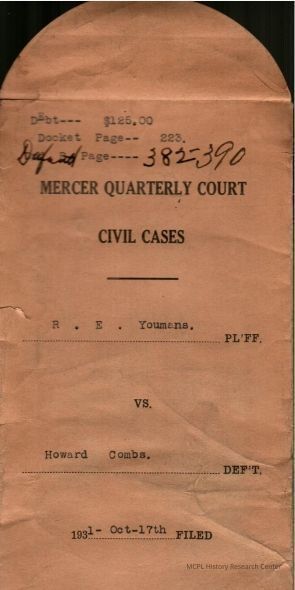 Debt--- $125.00
Docket Page-- 223.
Page---- 382-390
MERCER QUARTERLY COURT
CIVIL CASES
R. E. Youmans. PL'FF.
VS.
Howard Combs. DEF'T.
1931- Oct-17th FILED
MCPL History Research Center